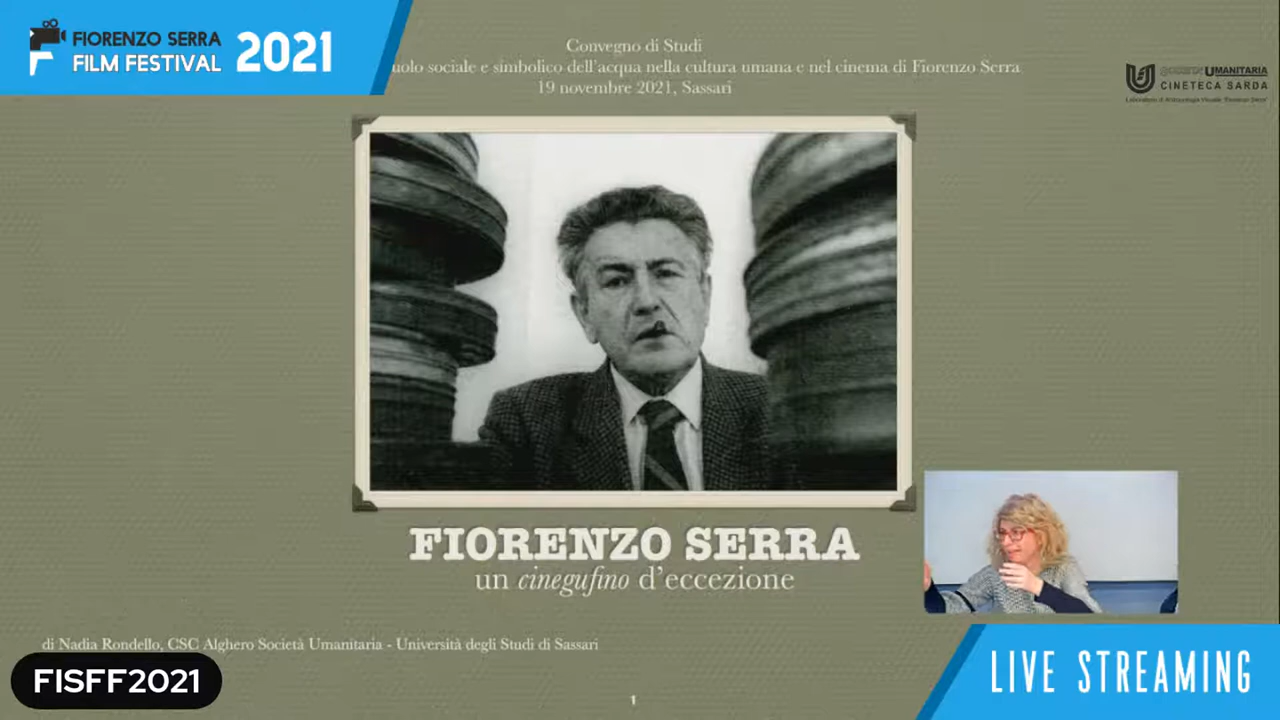 FIORENZO SERRA
FILM FESTIVAL 2021
Convegno di Studi
uolo sociale e simbolico dell'acqua nella cultura umana e nel cinema di Fiorenzo Serra
19 novembre 2021, Sassari
UMANITARIA
CINETECA SARDA
FIORENZO SERRA
un cinegufino d'eccezione
di Nadia Rondello, CSC Alghero Società Umanitaria - Università degli Studi di Sassari
FISFF2021
1
LIVE STREAMING